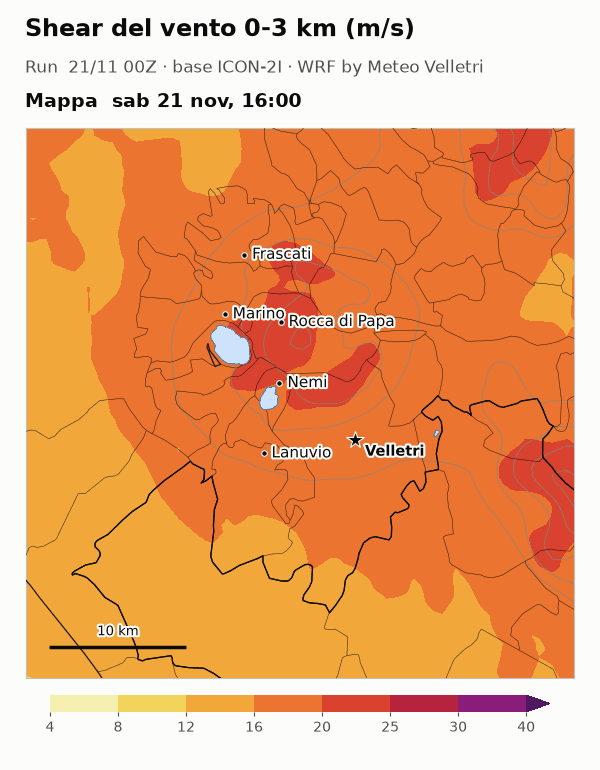 Shear del vento 0-3 km (m/s)
Run  21/11 00Z · base ICON-2I · WRF by Meteo Velletri
Mappa  sab 21 nov, 16:00
Frascati
Marino
Rocca di Papa
Nemi
Velletri
Lanuvio
10 km
4 8 12 16 20 25 30 40